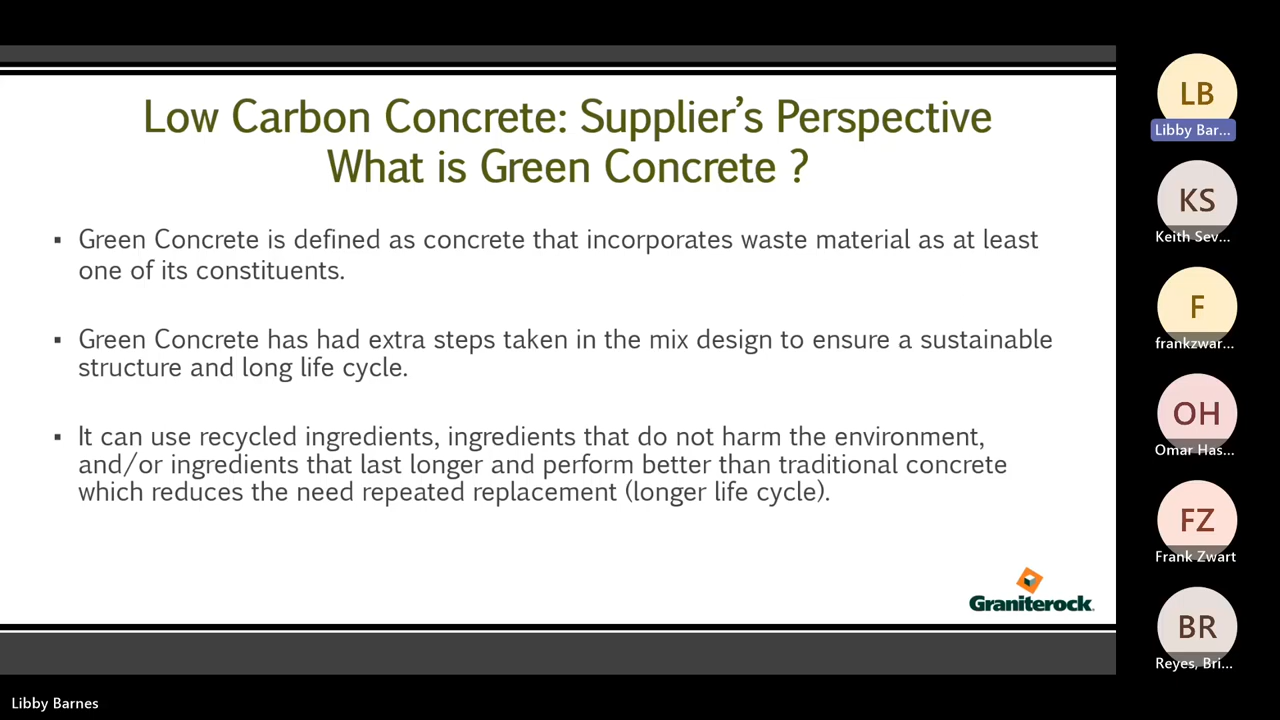 Low Carbon Concrete: Supplier's Perspective
What is Green Concrete ?
▪ Green Concrete is defined as concrete that incorporates waste material as at least
one of its constituents.
▪ Green Concrete has had extra steps taken in the mix design to ensure a sustainable
structure and long life cycle.
▪ It can use recycled ingredients, ingredients that do not harm the environment,
and/or ingredients that last longer and perform better than traditional concrete
which reduces the need repeated replacement (longer life cycle).
Graniterock.
LB
Libby Bar...
KS
Keith Sev...
F
frankzwar...
OH
Omar Has...
FZ
Frank Zwart
BR
Reyes, Bri...
Libby Barnes